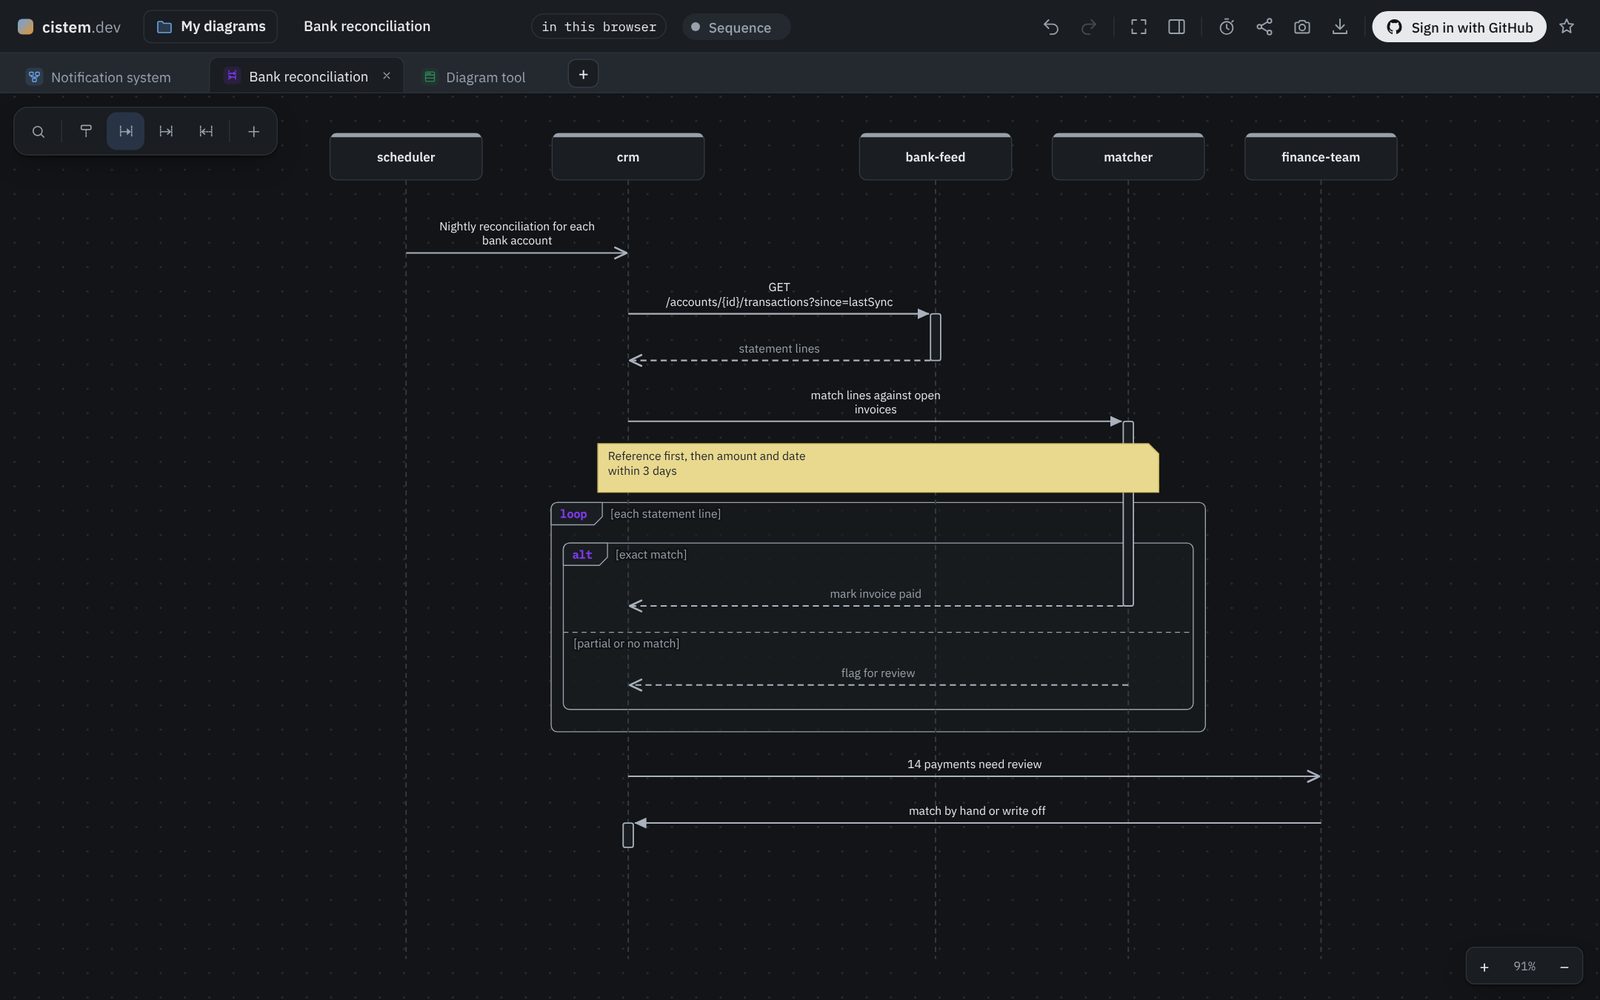 cistem.dev
My diagrams
Bank reconciliation
in this browser
Sequence
Sign in with GitHub
Notification system
Bank reconciliation
Diagram tool
scheduler
crm
bank-feed
matcher
finance-team
Nightly reconciliation for each
bank account
GET
/accounts/{id}/transactions?since=lastSync
statement lines
match lines against open
invoices
Reference first, then amount and date
within 3 days
loop
[each statement line]
alt
[exact match]
mark invoice paid
[partial or no match]
flag for review
14 payments need review
match by hand or write off
91%